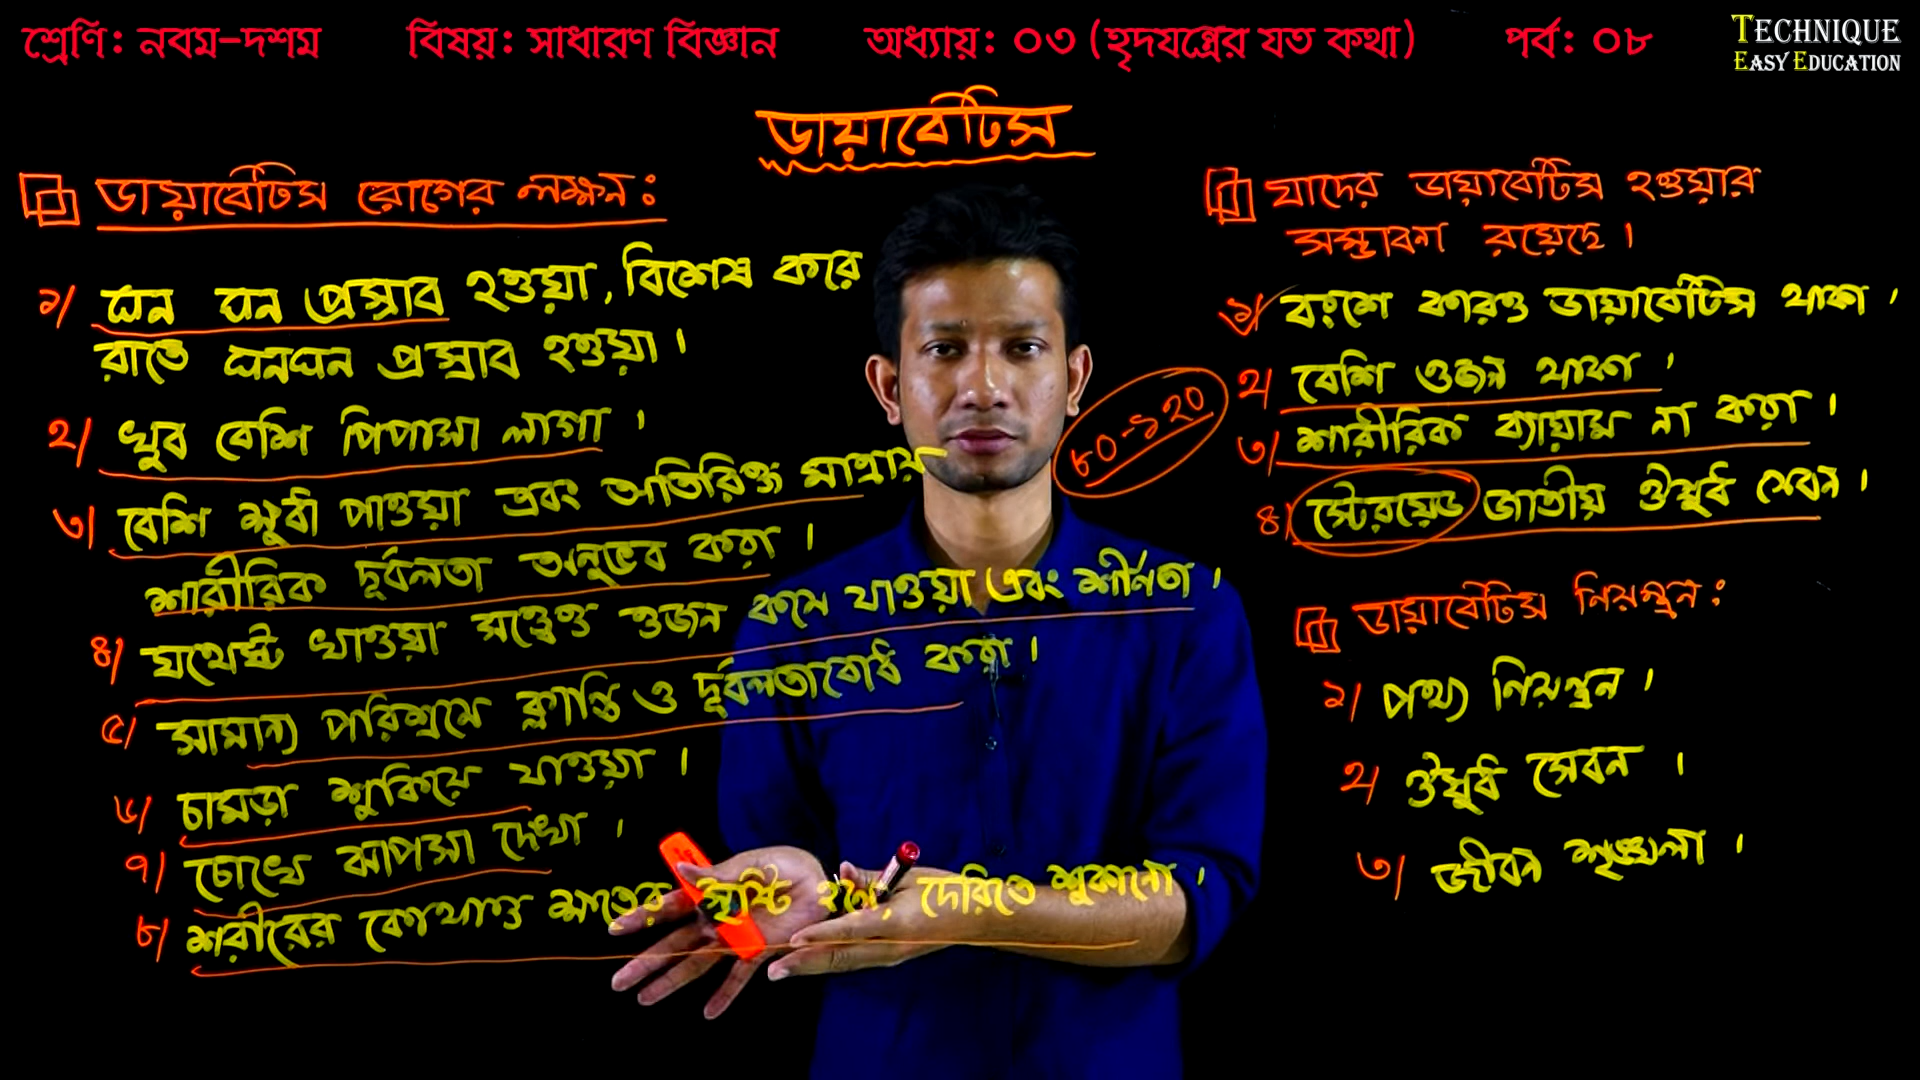 শ্রেণি: নবম-দশম বিষয়: সাধারণ বিজ্ঞান অধ্যায়: ০৩ (হৃদযন্ত্রের যত কথা) পর্ব: ০৮
TECHNIQUE
EASY EDUCATION
ডায়াবেটিস
ডায়াবেটিস রোগের লক্ষন:
১/ ঘন ঘন প্রস্রাব হওয়া, বিশেষ করে
রাতে ঘনঘন প্রস্রাব হওয়া।
২/ খুব বেশি পিপাসা লাগা।
৩/ বেশি ক্ষুধা পাওয়া এবং অতিরিক্ত মাত্রায়
শারীরিক দূর্বলতা অনুভব করা।
৪/ যথেষ্ট খাওয়া সত্ত্বেও ওজন কমে যাওয়া এবং শীর্ণতা।
৫/ সামান্য পরিশ্রমে ক্লান্তি ও দূর্বলতাবোধ করা।
৬/ চামড়া শুকিয়ে যাওয়া।
৭/ চোখে ঝাপসা দেখা।
৮/ শরীরের কোথাও ক্ষতের সৃষ্টি হলে, দেরিতে শুকানো।
৮০-১২০
যাদের ডায়াবেটিস হওয়ার
সম্ভাবনা রয়েছে।
১/ বংশে কারও ডায়াবেটিস থাকা।
২/ বেশি ওজন থাকা।
৩/ শারীরিক ব্যায়াম না করা।
৪/ স্টেরয়েড জাতীয় ঔষুধ সেবন।
ডায়াবেটিস নিয়ন্ত্রন:
১/ পথ্য নিয়ন্ত্রন।
২/ ঔষুধ সেবন।
৩/ জীবন শৃঙ্খলা।